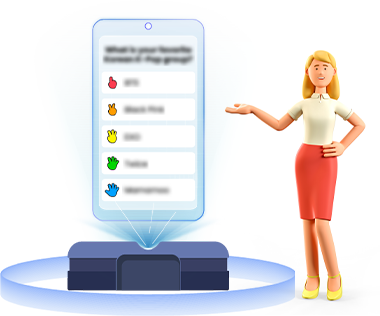 What is your favorite
Korean K-Pop group?
BTS
Black Pink
EXO
Twice
Mamamoo